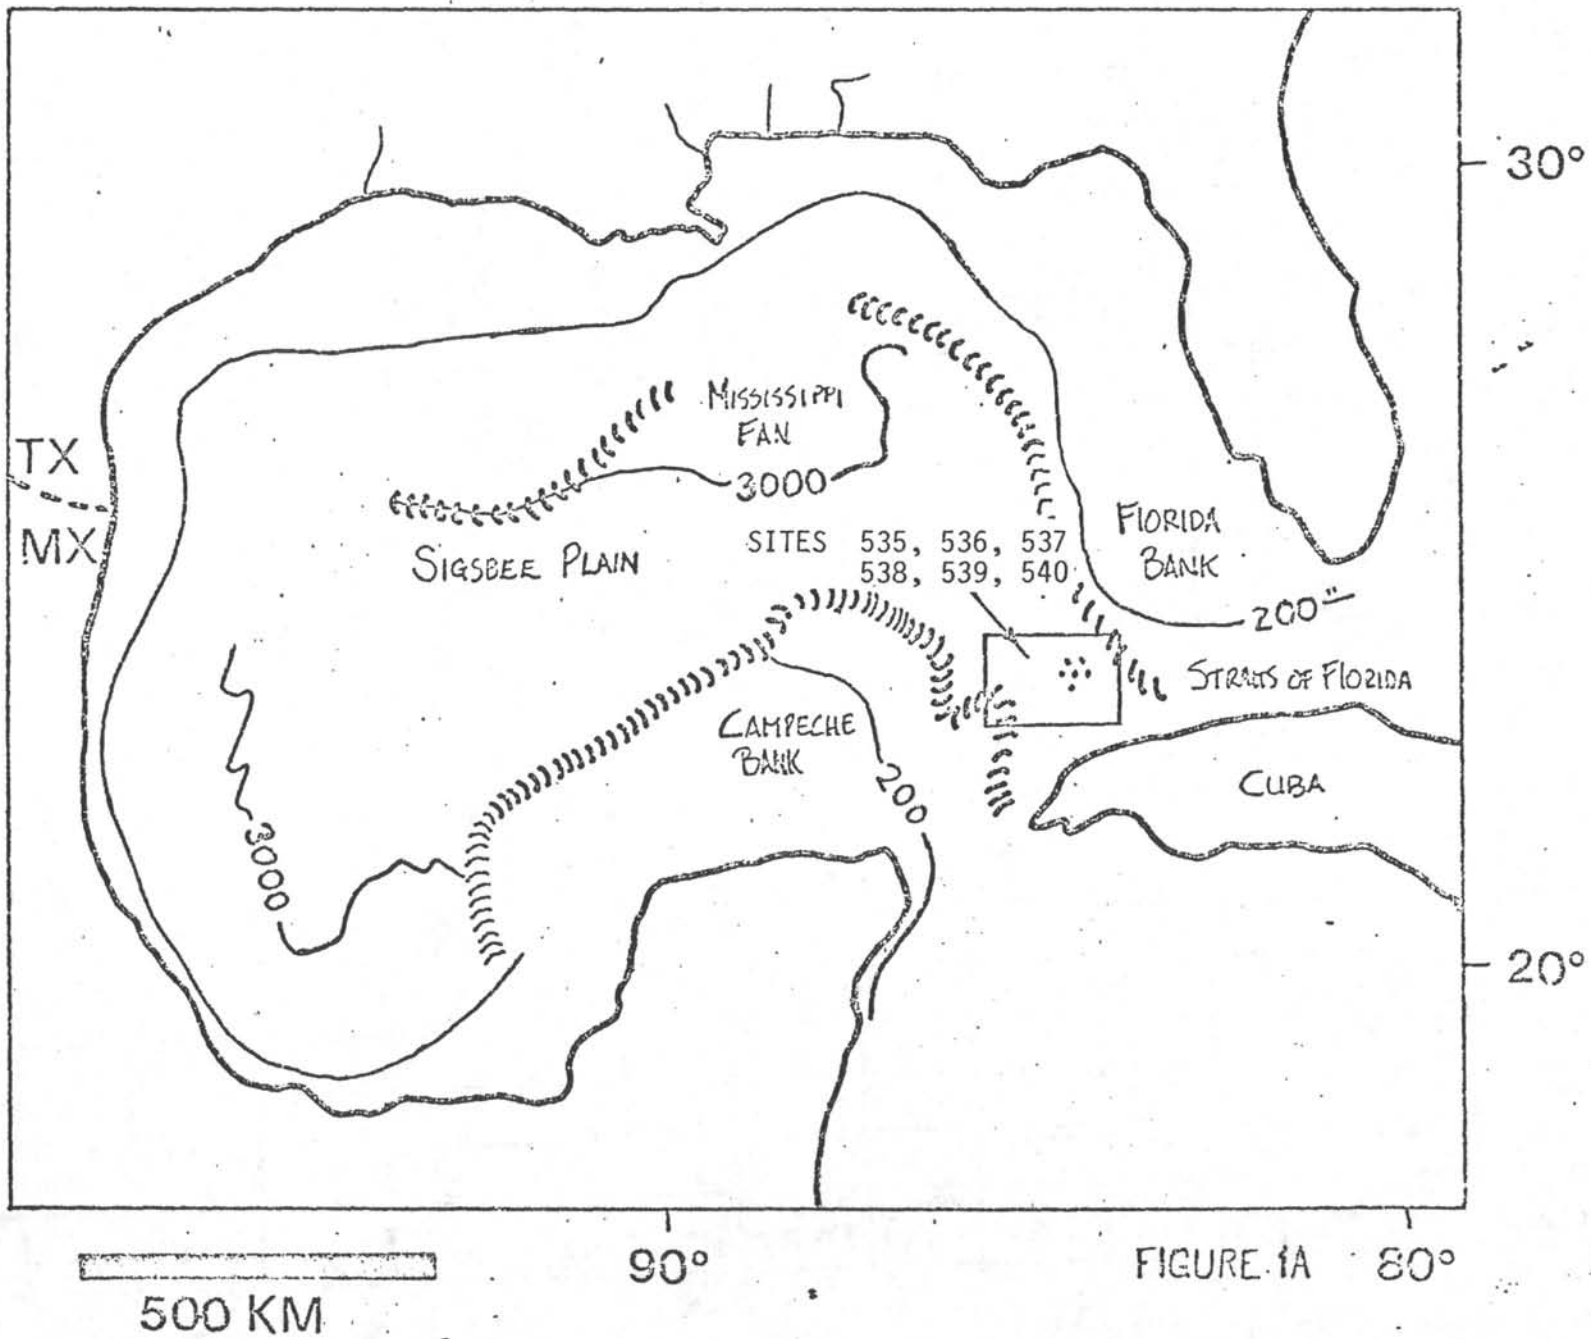 30°
MISSISSIPPI
FAN
TX
3000
MX
FLORIDA
BANK
SITES 535, 536, 537
538, 539, 540
SIGSBEE PLAIN
200m
STRAITS OF FLORIDA
CAMPECHE
BANK
200
CUBA
3000
20°
90°
FIGURE 1A
80°
500 KM